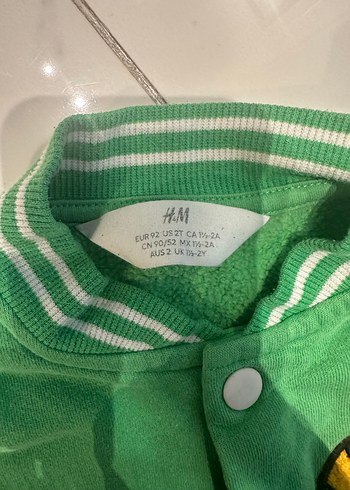 H&M
EUR 92 US 2T CA 1½-2A
CN 90/52 MX 1½-2A
AUS 2 UK 1½-2Y